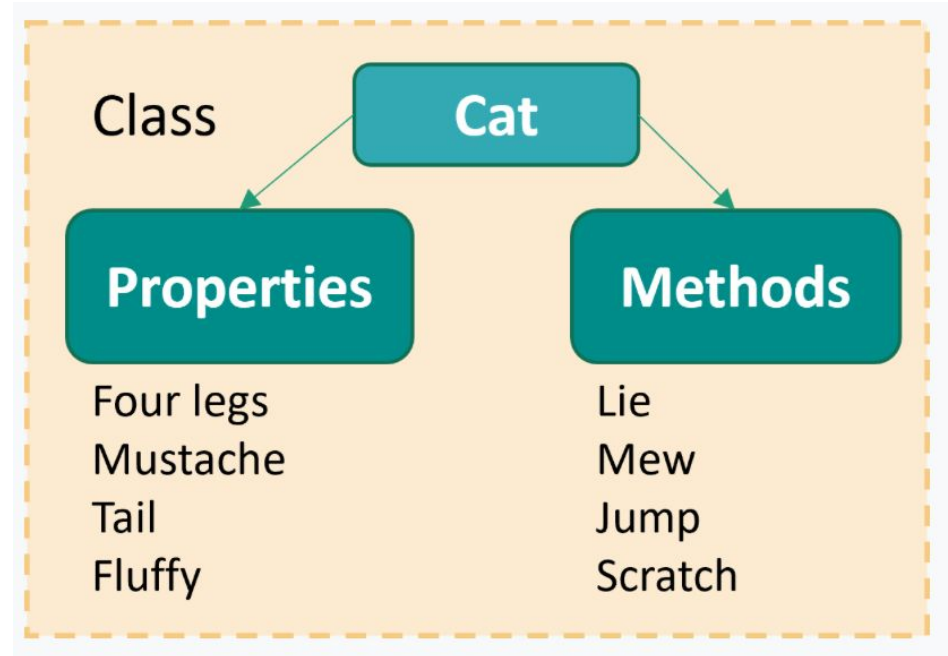 Class
Cat
Properties
Methods
Four legs
Mustache
Tail
Fluffy
Lie
Mew
Jump
Scratch